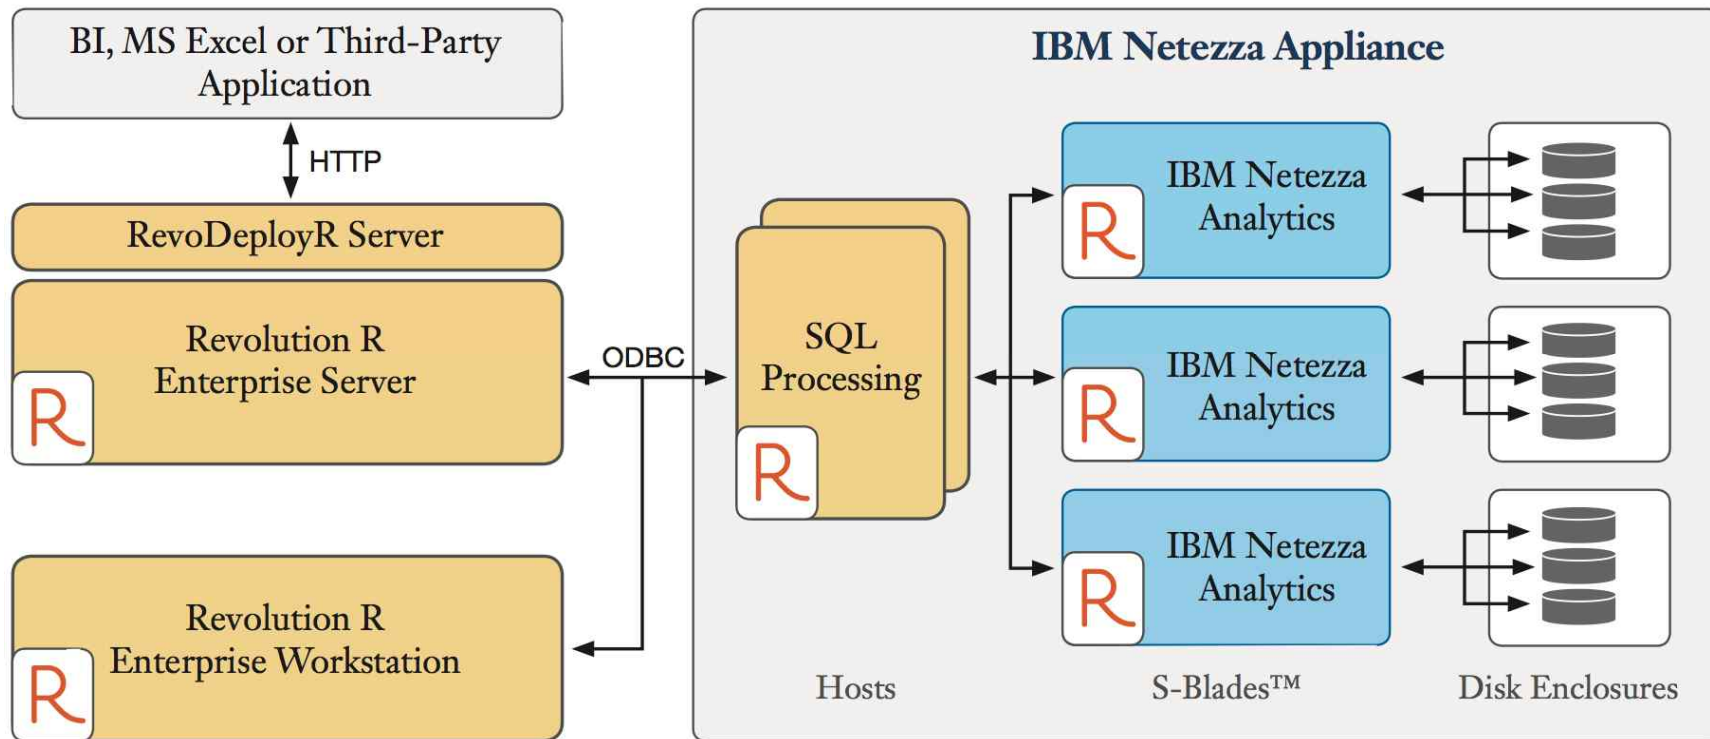 BI, MS Excel or Third-Party
Application
HTTP
RevoDeployR Server
Revolution R
Enterprise Server
R
Revolution R
Enterprise Workstation
R
ODBC
IBM Netezza Appliance
SQL
Processing
R
Hosts
IBM Netezza
Analytics
R
IBM Netezza
Analytics
R
IBM Netezza
Analytics
R
S-Blades™
Disk Enclosures